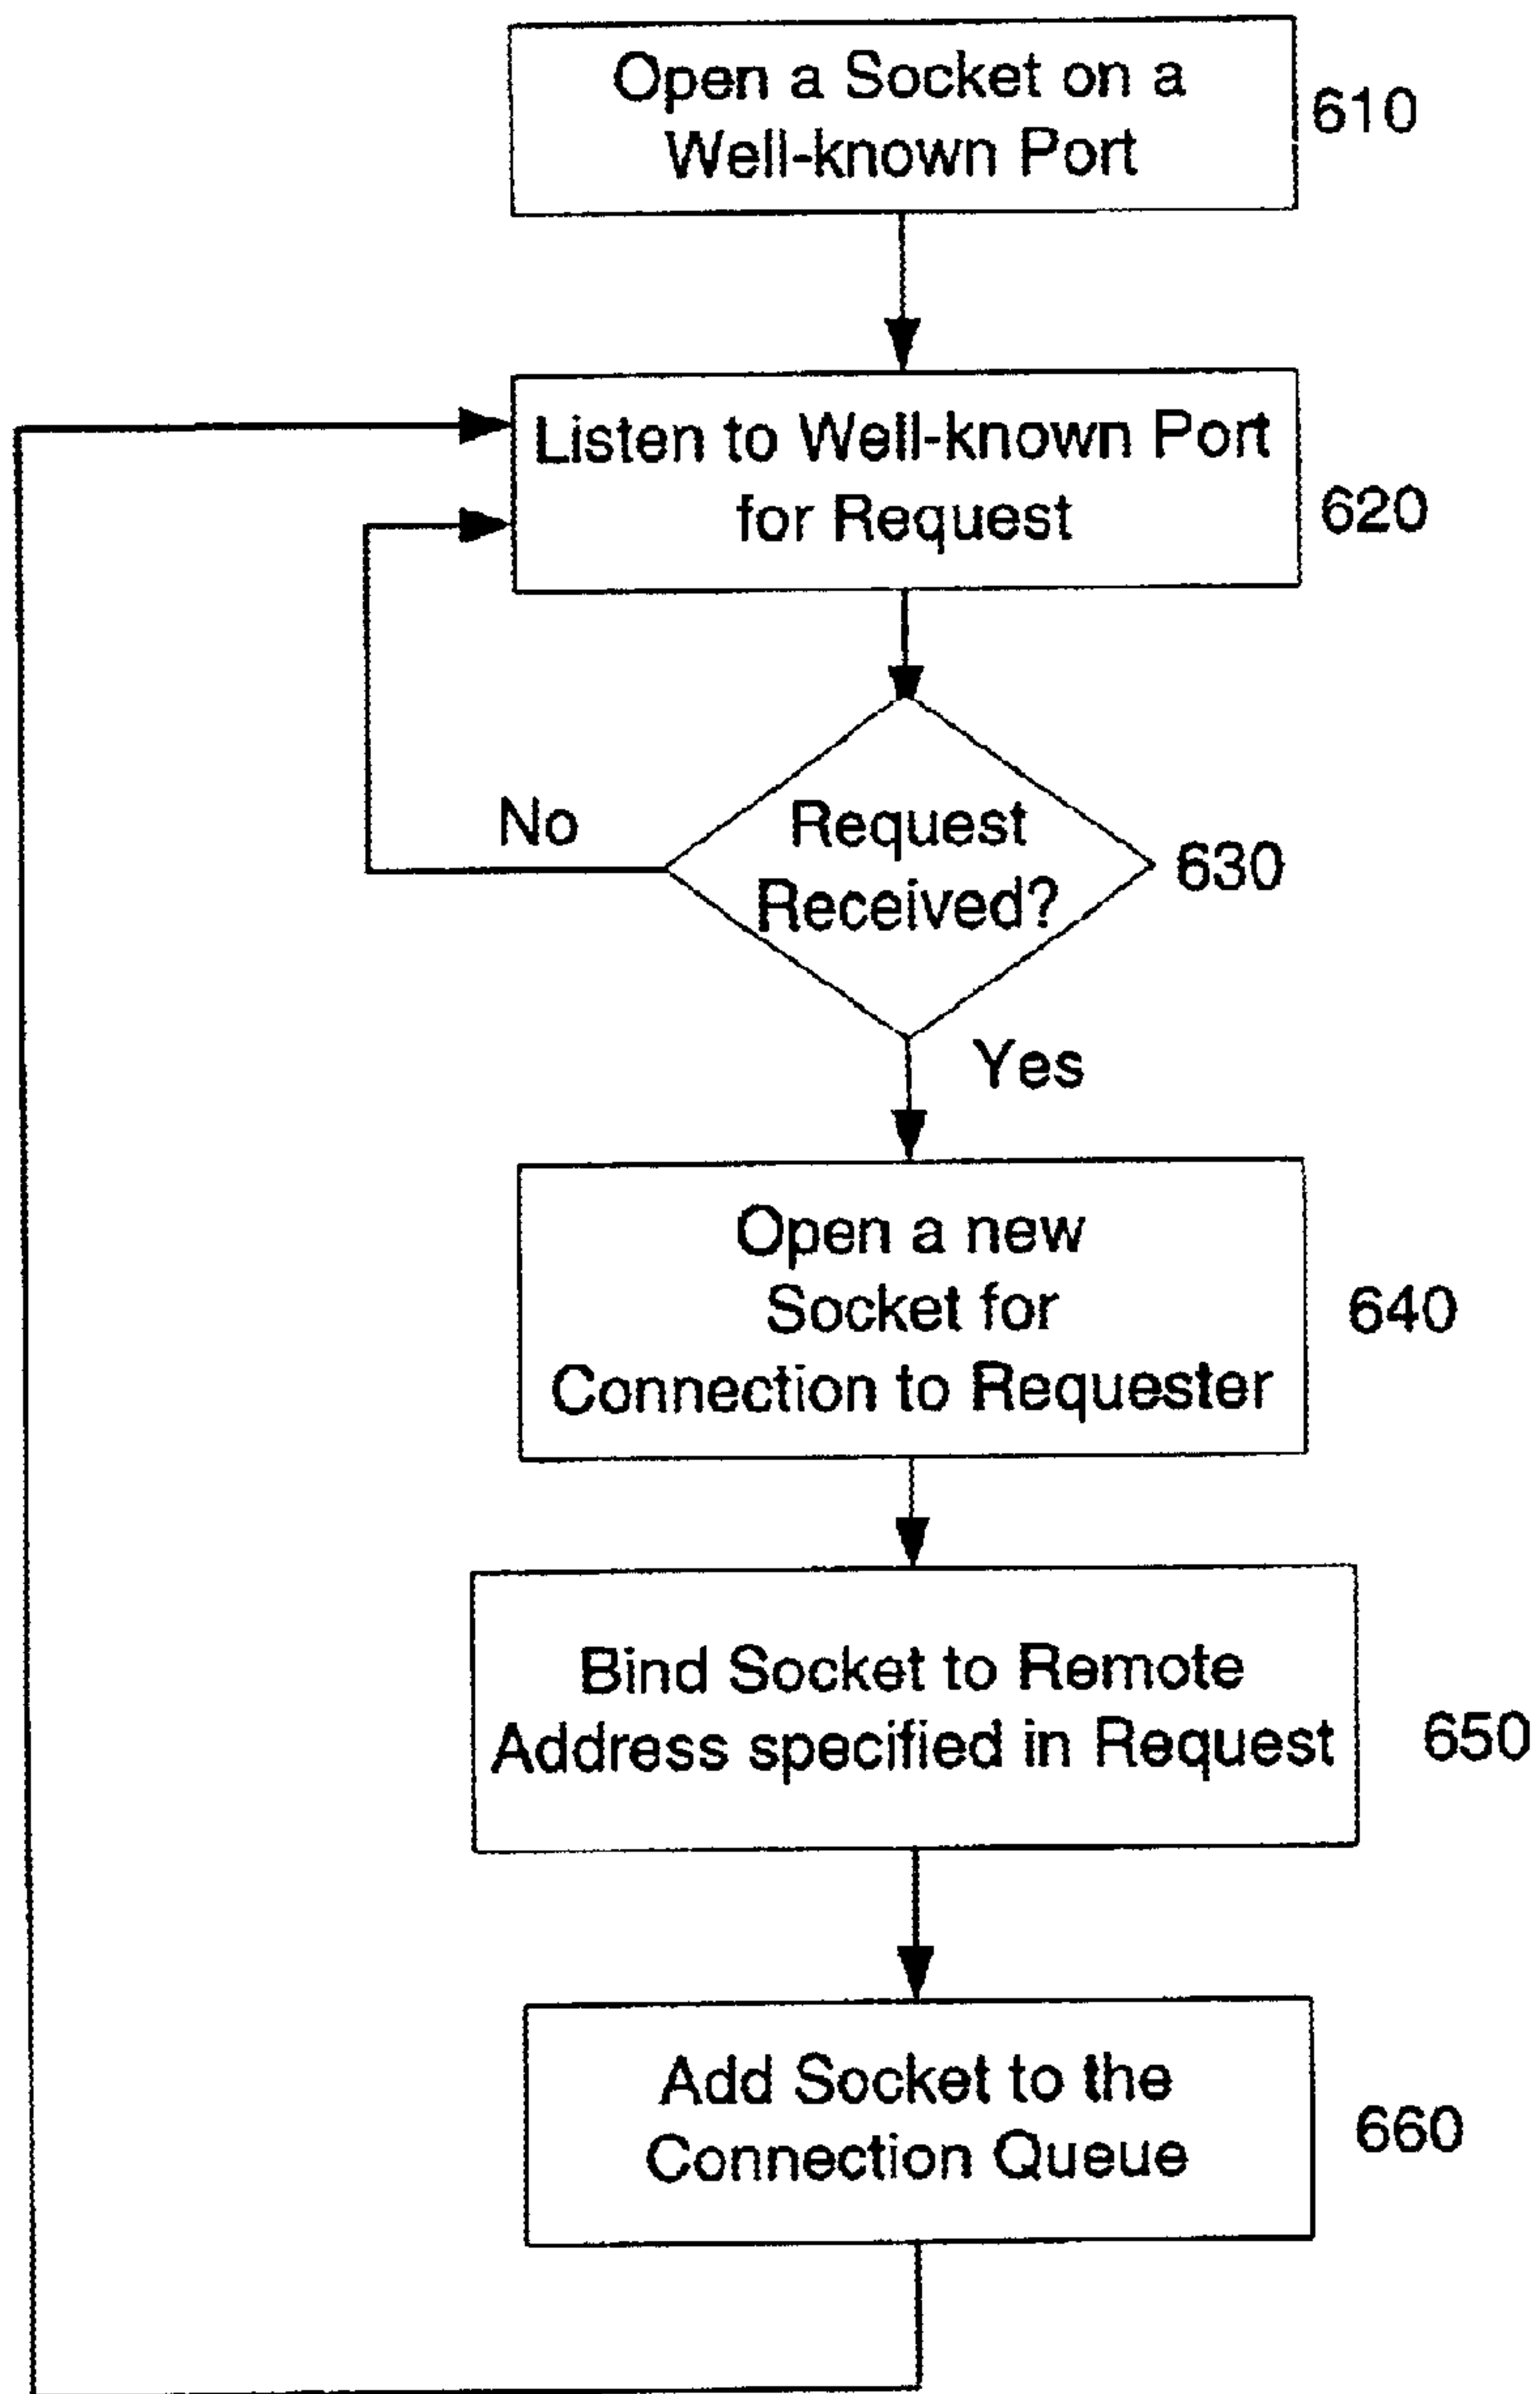 Open a Socket on a
Well-known Port
610
Listen to Well-known Port
for Request
620
No
Request
Received?
630
Yes
Open a new
Socket for
Connection to Requester
640
Bind Socket to Remote
Address specified in Request
650
Add Socket to the
Connection Queue
660